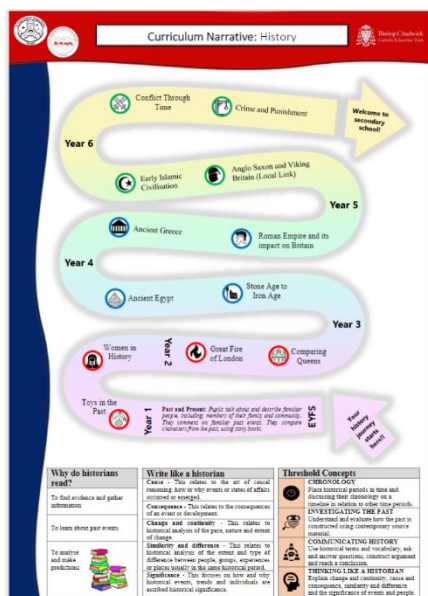 Curriculum Narrative: History
Bishop Chadwick
Catholic Education Trust
Conflict Through
Time
Crime and Punishment
Welcome to
secondary
school!
Year 6
Early Islamic
Civilisation
Anglo Saxon and Viking
Britain (Local Link)
Year 5
Ancient Greece
Roman Empire and its
impact on Britain
Year 4
Ancient Egypt
Stone Age to
Iron Age
Year 3
Women in
History
Year 2
Great Fire
of London
Comparing
Queens
Toys in the
Past
Year 1
Past and Present: Pupils talk about and describe familiar
people, including, members of their family and community.
They comment on familiar past events. They compare
characters from the past, using story books.
EYFS
Your
history
journey
starts
here!!
Why do historians
read?
To find evidence and gather
information
To learn about past events
To analyse
and make
predictions
Write like a historian
Cause - This relates to the art of causal
reasoning, how or why events or states of affairs
occurred or emerged.
Consequence - This relates to the consequences
of an event or development.
Change and continuity - This relates to
historical analysis of the pace, nature and extent
of change.
Similarity and difference - This relates to
historical analysis of the extent and type of
difference between people, groups, experiences
or places usually in the same historical period.
Significance - This focuses on how and why
historical events, trends and individuals are
ascribed historical significance.
Threshold Concepts
CHRONOLOGY
Place historical periods in time and
discussing their chronology on a
timeline in relation to other time periods.
INVESTIGATING THE PAST
Understand and evaluate how the past is
constructed using contemporary source
material.
COMMUNICATING HISTORY
Use historical terms and vocabulary, ask
and answer questions, construct argument
and reach a conclusion.
THINKING LIKE A HISTORIAN
Explain change and continuity, cause and
consequence, similarity and difference
and the significance of events and people.